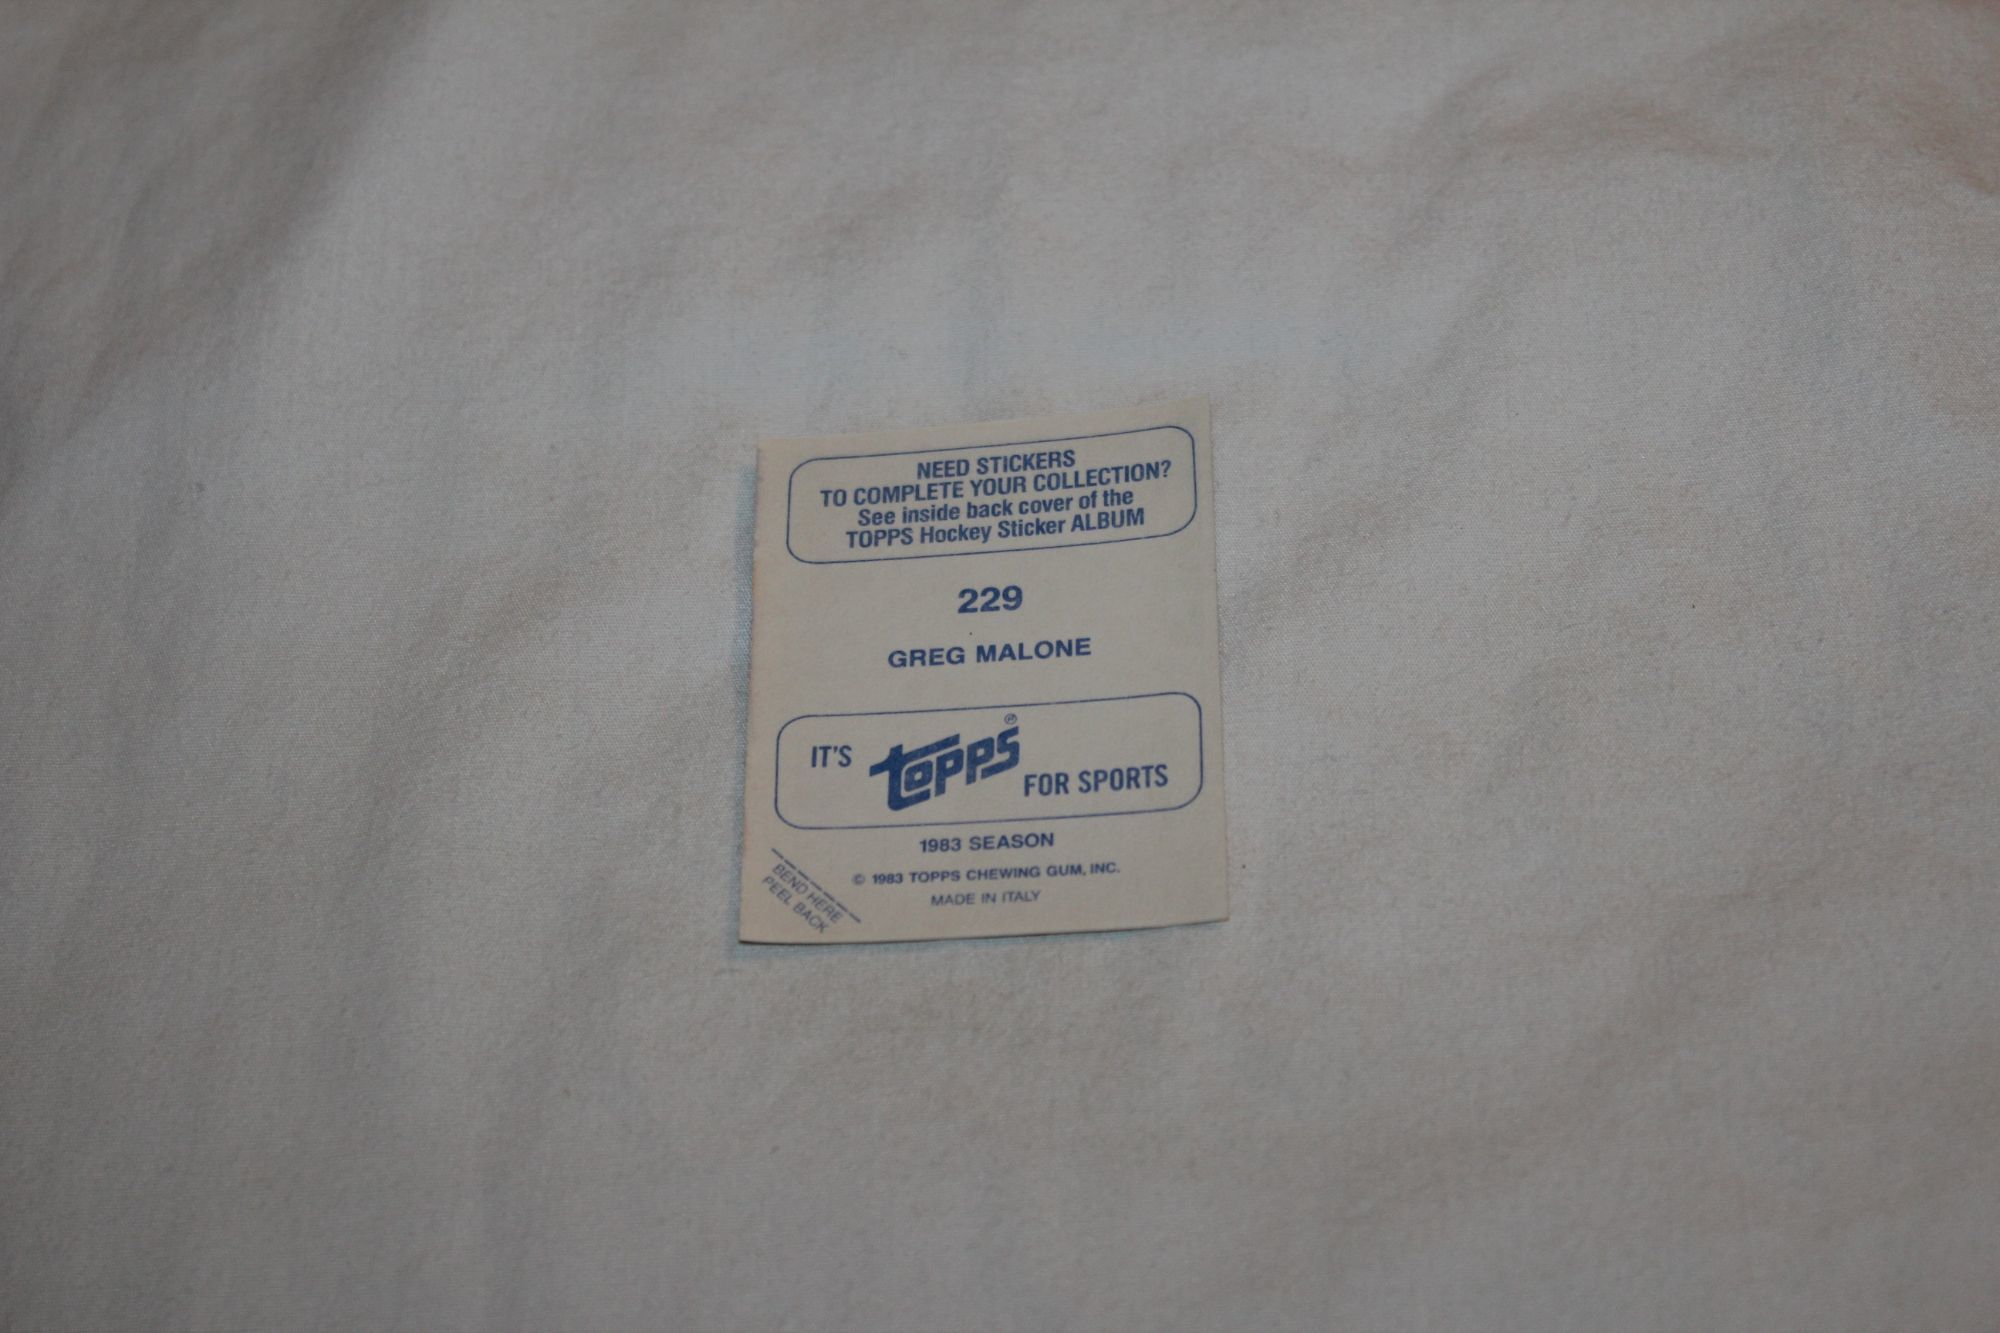 NEED STICKERS
TO COMPLETE YOUR COLLECTION?
See inside back cover of the
TOPPS Hockey Sticker ALBUM
229
GREG MALONE
IT'S topps® FOR SPORTS
1983 SEASON
© 1983 TOPPS CHEWING GUM, INC.
MADE IN ITALY
BEND HERE
PEEL BACK